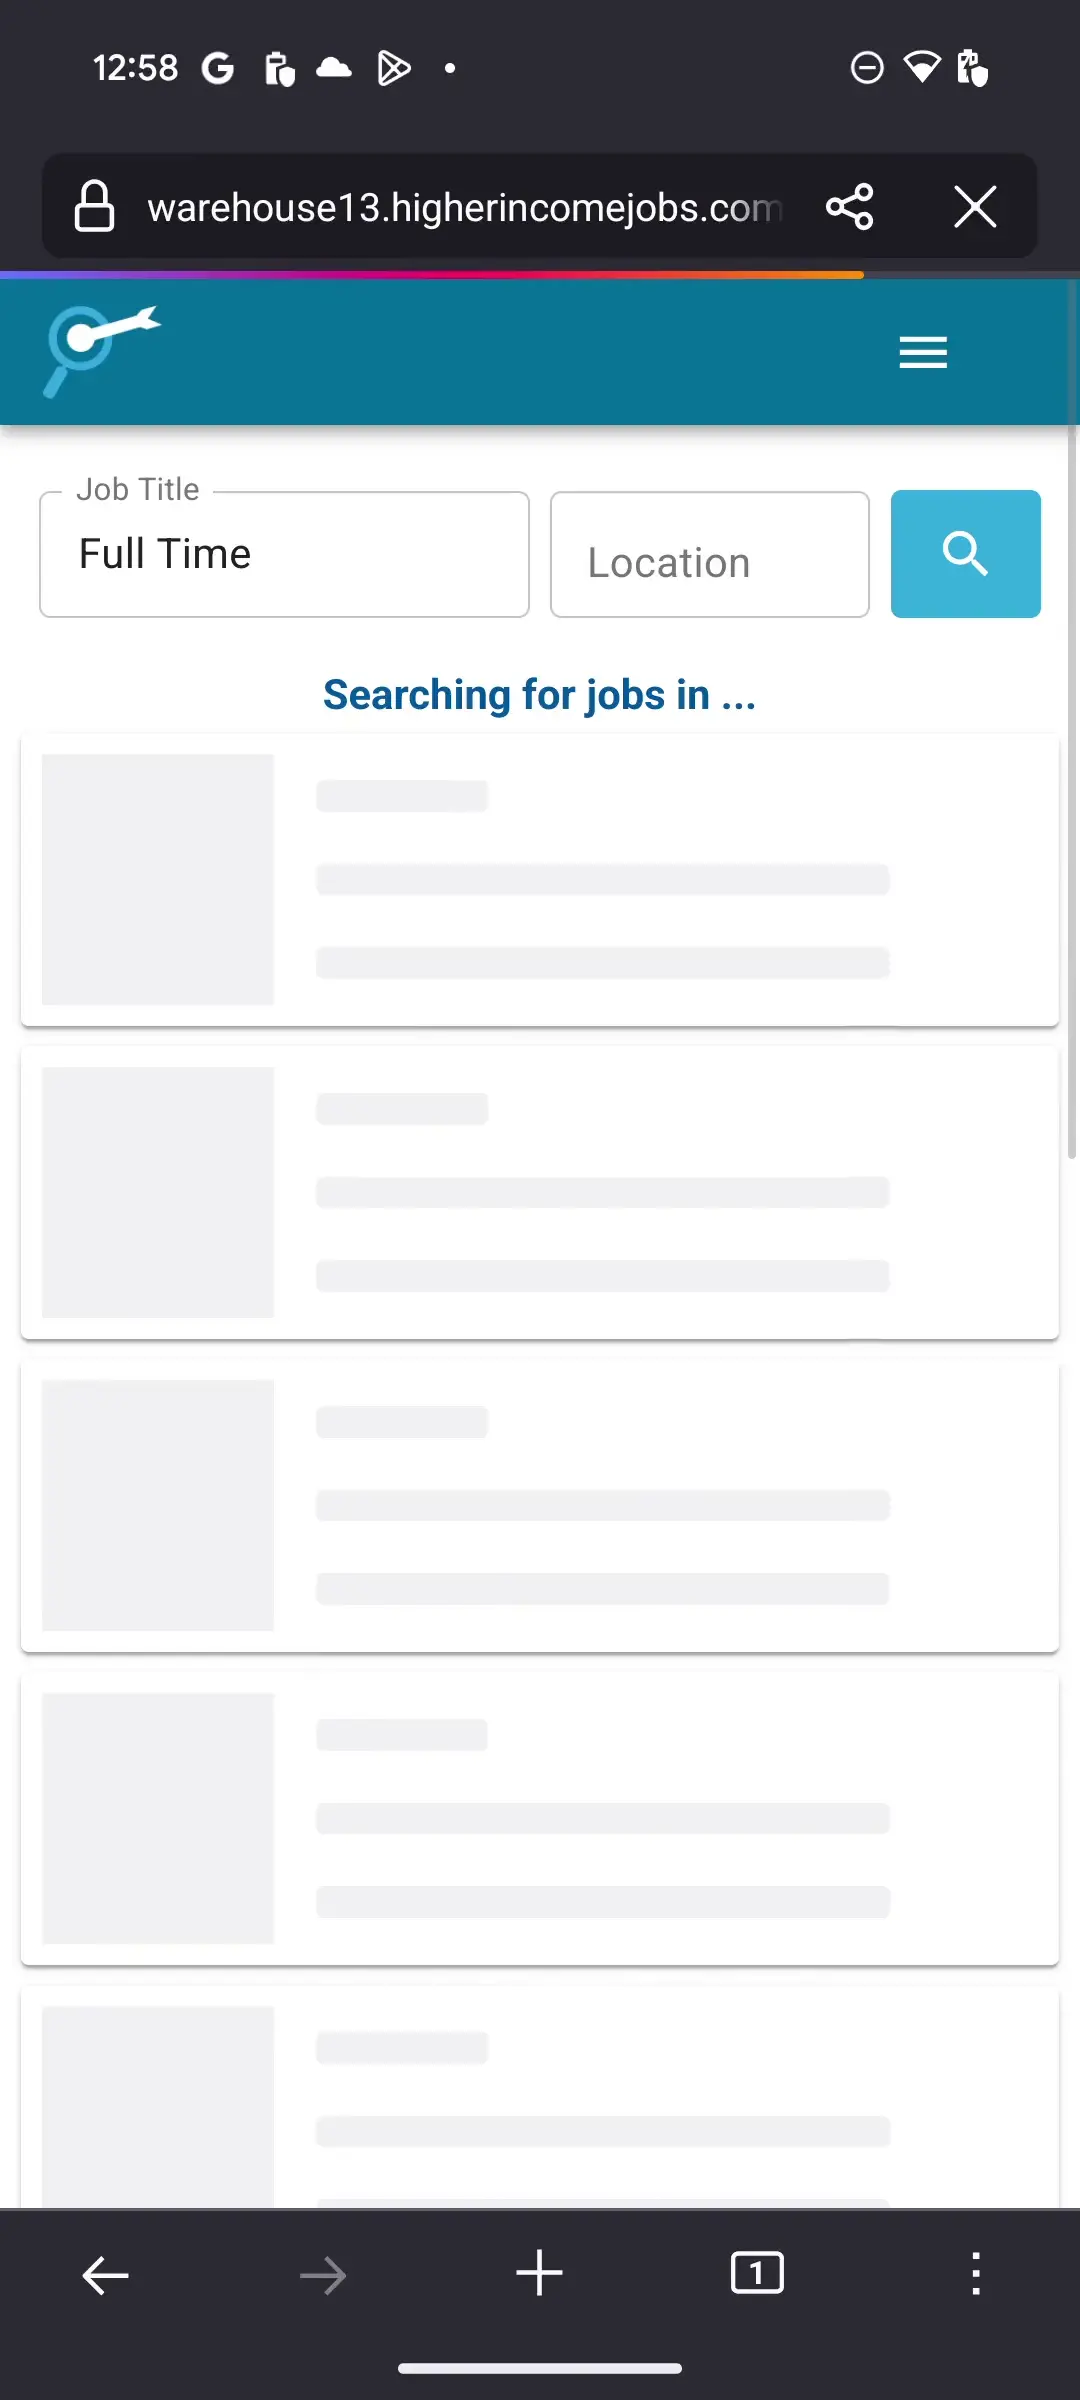 12:58
warehouse13.higherincomejobs.com
Job Title
Full Time
Location
Searching for jobs in ...
1